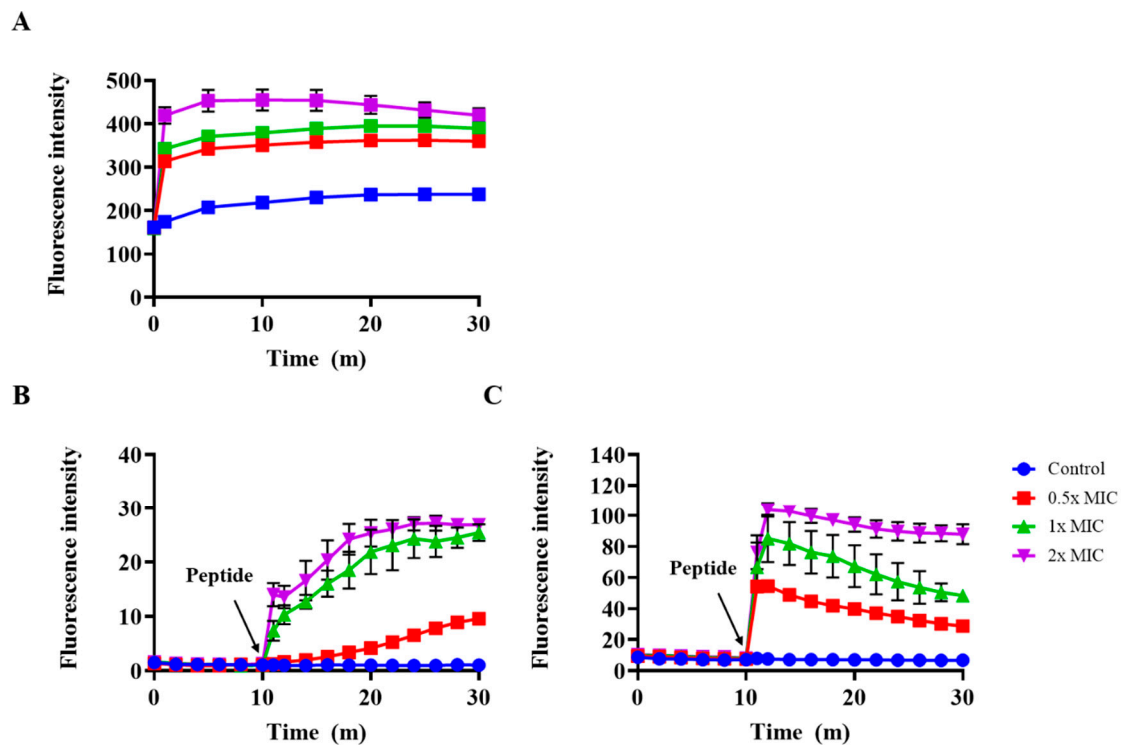 A
Fluorescence intensity
500
400
300
200
100
0
0 10 20 30
Time (m)
B
Fluorescence intensity
40
30
20
10
0
Peptide
0 10 20 30
Time (m)
C
Fluorescence intensity
140
120
100
80
60
40
20
0
Peptide
0 10 20 30
Time (m)
Control
0.5x MIC
1x MIC
2x MIC